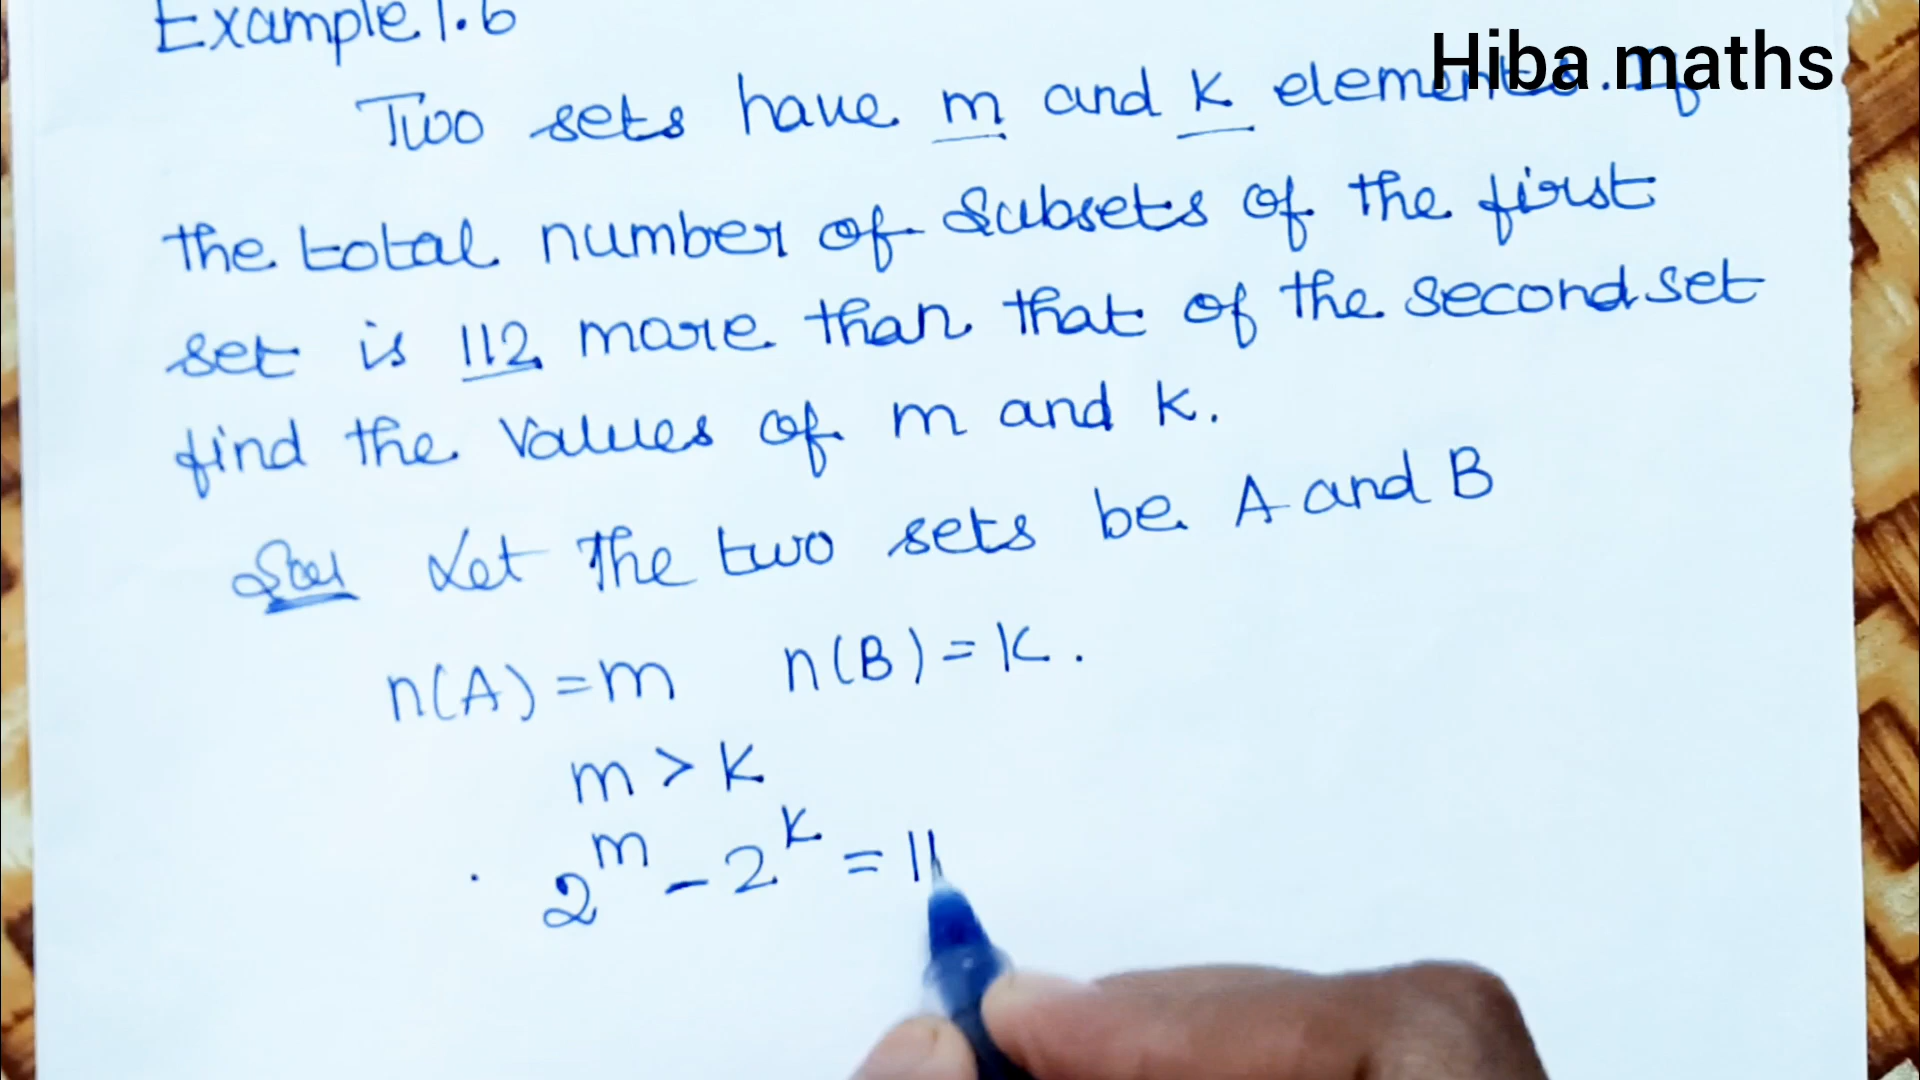 Example 1.6
Hiba maths
Two sets have m and k elements. If
the total number of subsets of the first
set is 112 more than that of the second set
find the values of m and k.
Sol Let the two sets be A and B
n(A) = m n(B) = k.
m > k
2^m - 2^k = 11